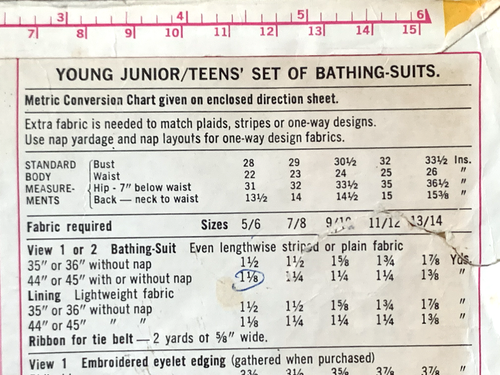 3 4 5 6
7 8 9 10 11 12 13 14 15
YOUNG JUNIOR/TEENS' SET OF BATHING-SUITS.
Metric Conversion Chart given on enclosed direction sheet.
Extra fabric is needed to match plaids, stripes or one-way designs.
Use nap yardage and nap layouts for one-way design fabrics.
STANDARD Bust 28 29 30½ 32 33½ Ins.
BODY Waist 22 23 24 25 26 "
MEASURE- Hip - 7" below waist 31 32 33½ 35 36½ "
MENTS Back — neck to waist 13½ 14 14½ 15 15⅜ "
Fabric required Sizes 5/6 7/8 9/10 11/12 13/14
View 1 or 2 Bathing-Suit Even lengthwise striped or plain fabric
35" or 36" without nap 1½ 1½ 1⅝ 1¾ 1⅞ Yds.
44" or 45" with or without nap 1⅛ 1¼ 1¼ 1¼ 1⅜ "
Lining Lightweight fabric
35" or 36" without nap 1½ 1½ 1⅝ 1¾ 1⅞ "
44" or 45" " " 1⅛ 1¼ 1¼ 1¼ 1⅜ "
Ribbon for tie belt — 2 yards of ⅝" wide.
View 1 Embroidered eyelet edging (gathered when purchased)
3½ 3⅝ 3⅞ "